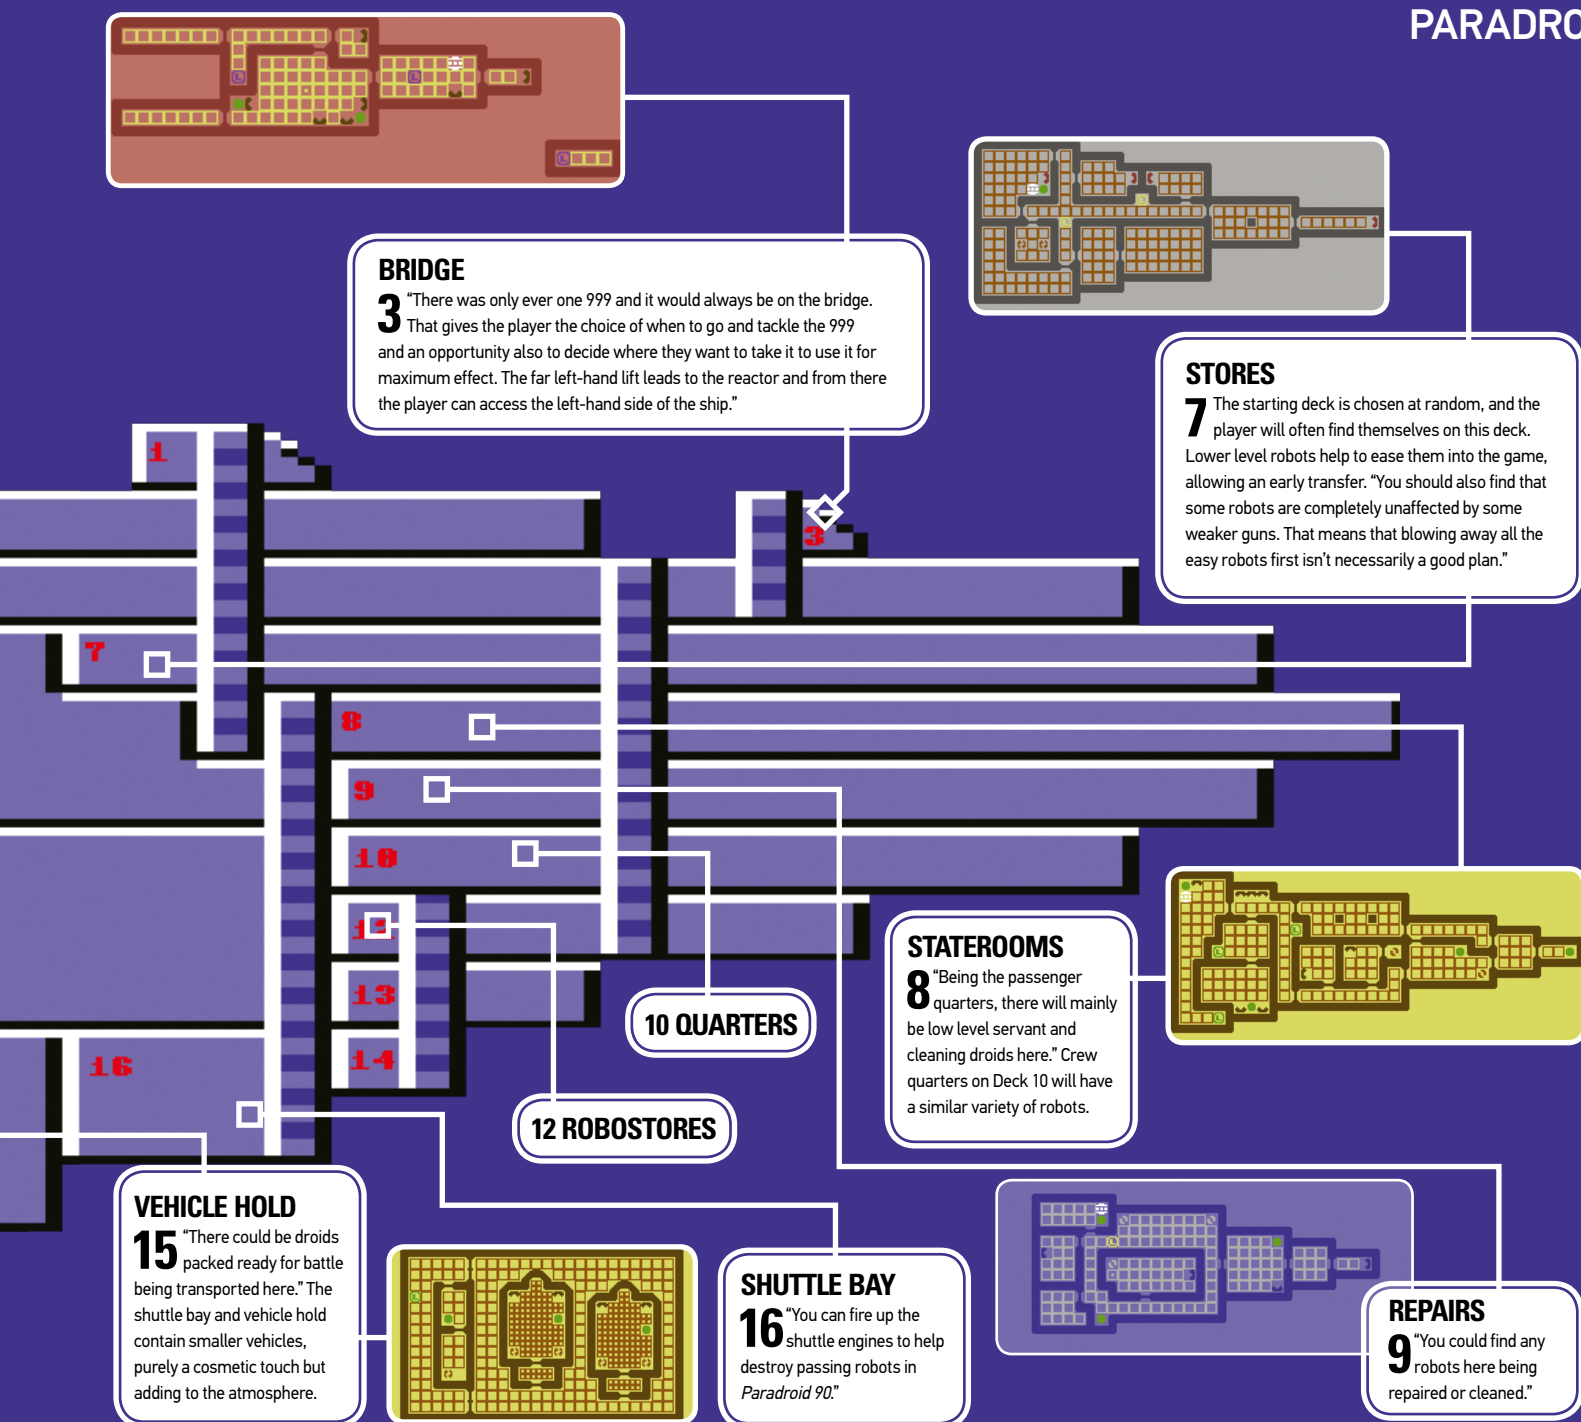 PARADRO
BRIDGE
3 “There was only ever one 999 and it would always be on the bridge.
That gives the player the choice of when to go and tackle the 999
and an opportunity also to decide where they want to take it to use it for
maximum effect. The far left-hand lift leads to the reactor and from there
the player can access the left-hand side of the ship.”
STORES
7 The starting deck is chosen at random, and the
player will often find themselves on this deck.
Lower level robots help to ease them into the game,
allowing an early transfer. “You should also find that
some robots are completely unaffected by some
weaker guns. That means that blowing away all the
easy robots first isn't necessarily a good plan.”
1
3
7
8
9
10
13
14
16
STATEROOMS
8 “Being the passenger
quarters, there will mainly
be low level servant and
cleaning droids here.” Crew
quarters on Deck 10 will have
a similar variety of robots.
10 QUARTERS
12 ROBOSTORES
VEHICLE HOLD
15 “There could be droids
packed ready for battle
being transported here.” The
shuttle bay and vehicle hold
contain smaller vehicles,
purely a cosmetic touch but
adding to the atmosphere.
SHUTTLE BAY
16 “You can fire up the
shuttle engines to help
destroy passing robots in
Paradroid 90.”
REPAIRS
9 “You could find any
robots here being
repaired or cleaned.”